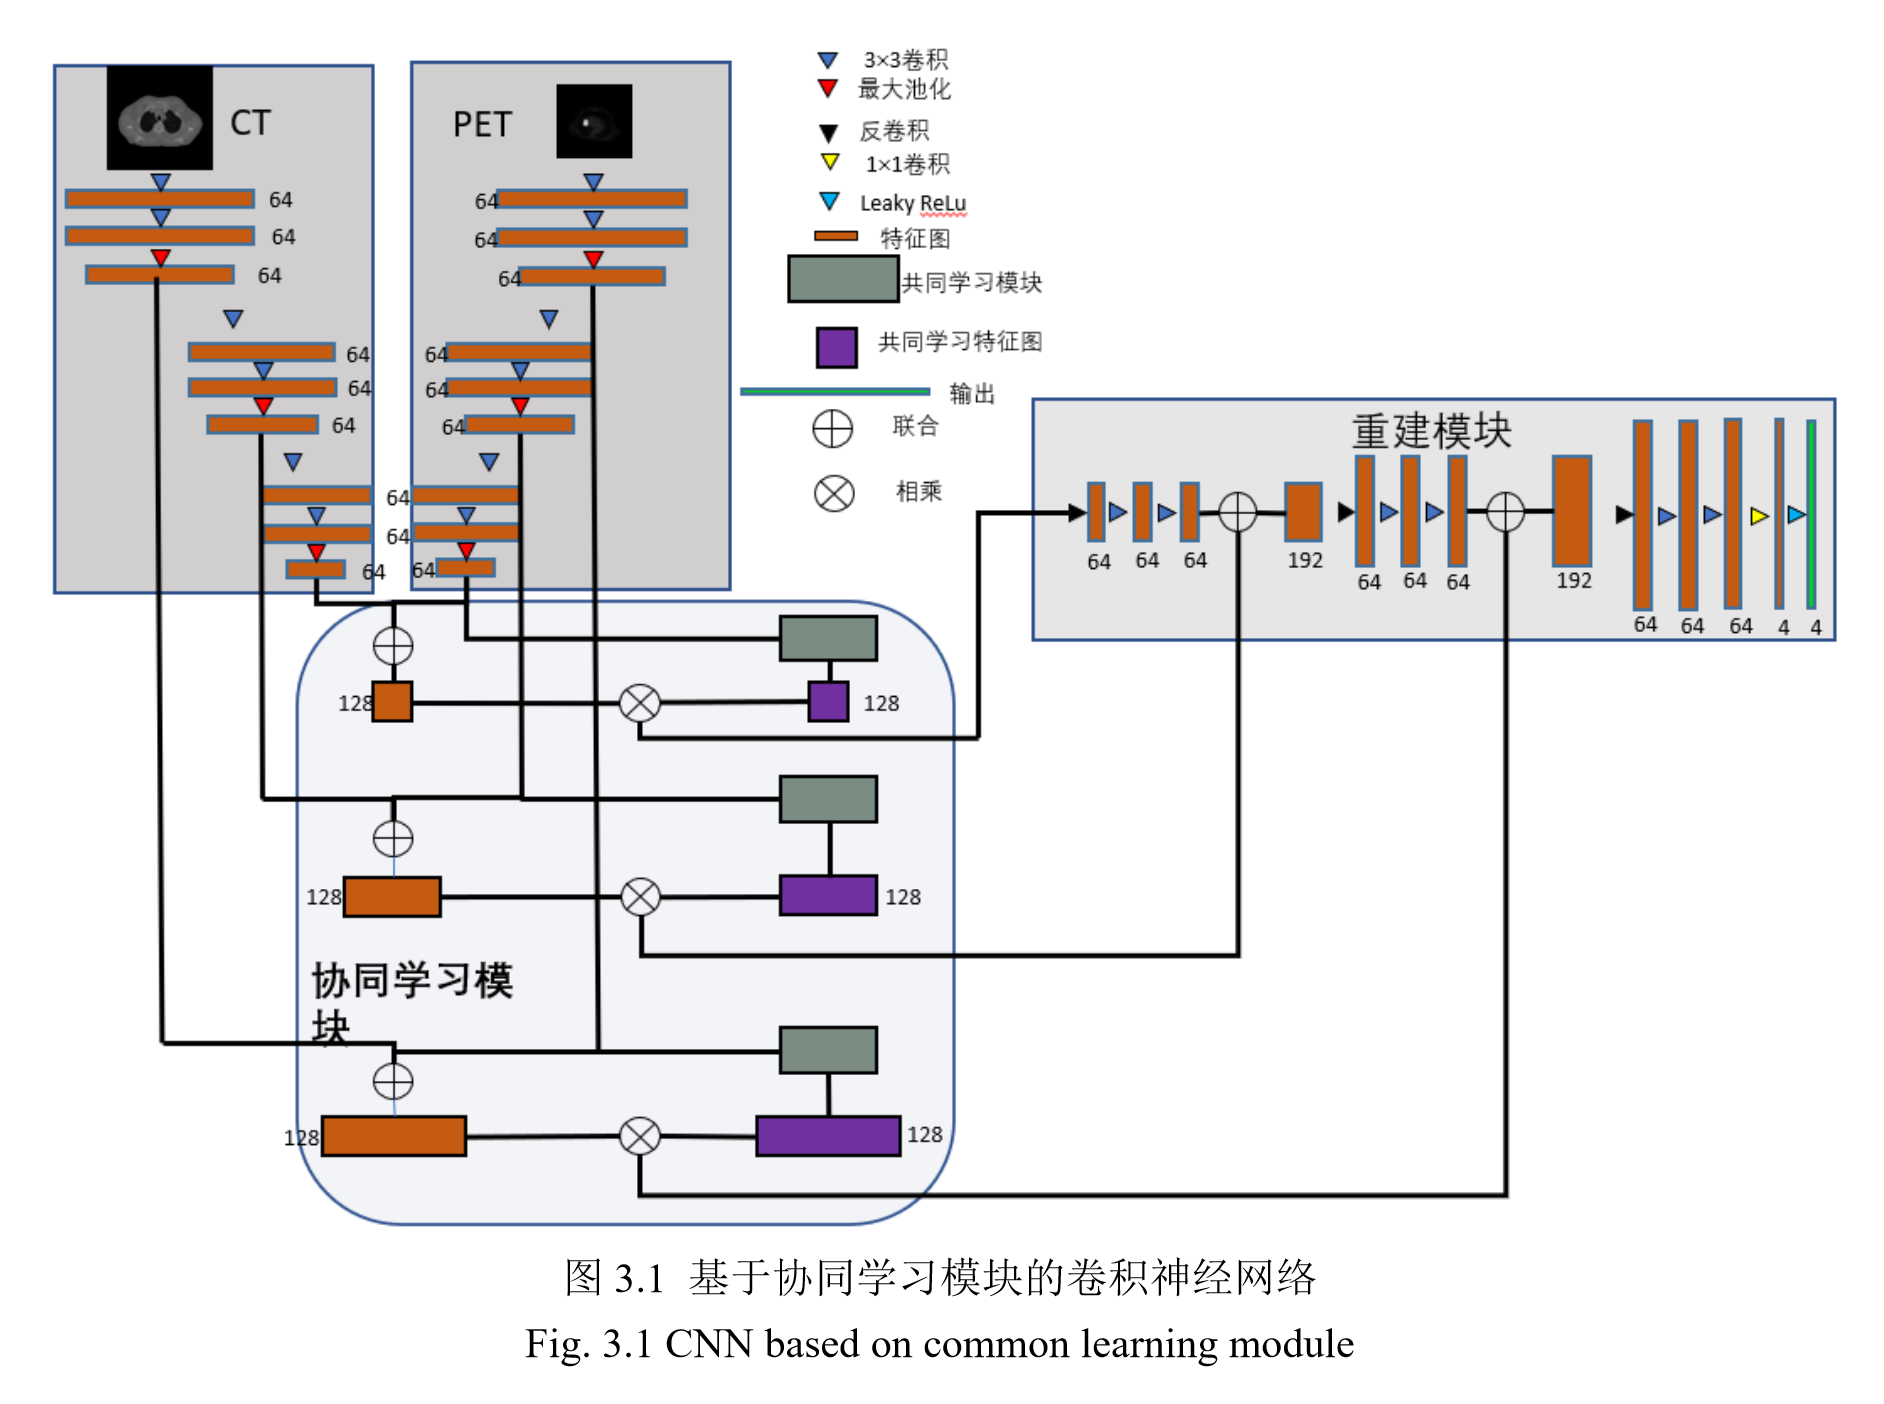 CT
64
64
64
64
64
64
64
64
64
PET
64
64
64
64
64
64
64
64
3×3卷积
最大池化
反卷积
1×1卷积
Leaky ReLu
特征图
共同学习模块
共同学习特征图
输出
联合
相乘
128
128
128
128
协同学习模
块
128
128
重建模块
64
64
64
192
64
64
64
192
64
64
64
4
4
图 3.1 基于协同学习模块的卷积神经网络
Fig. 3.1 CNN based on common learning module